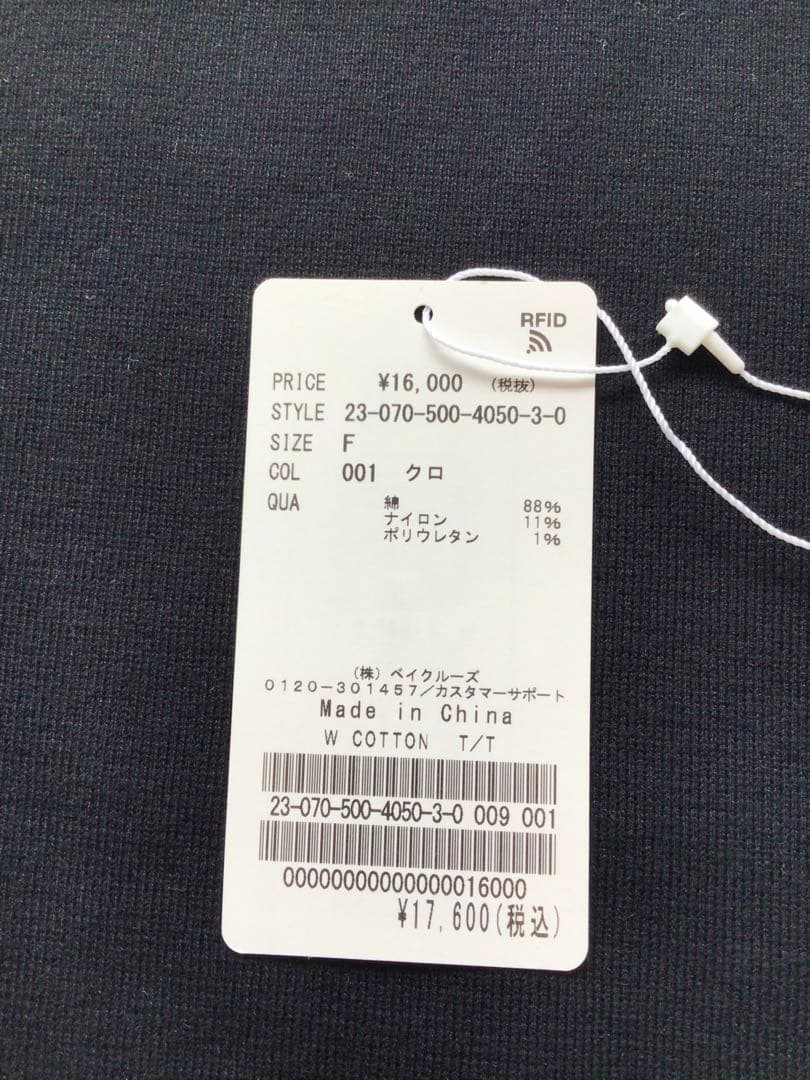 RFID
PRICE ¥16,000 (税抜)
STYLE 23-070-500-4050-3-0
SIZE F
COL 001 クロ
QUA 綿 88%
ナイロン 11%
ポリウレタン 1%
(株)ベイクルーズ
0120-301457/カスタマーサポート
Made in China
W COTTON T/T
23-070-500-4050-3-0 009 001
00000000000000016000
¥17,600(税込)